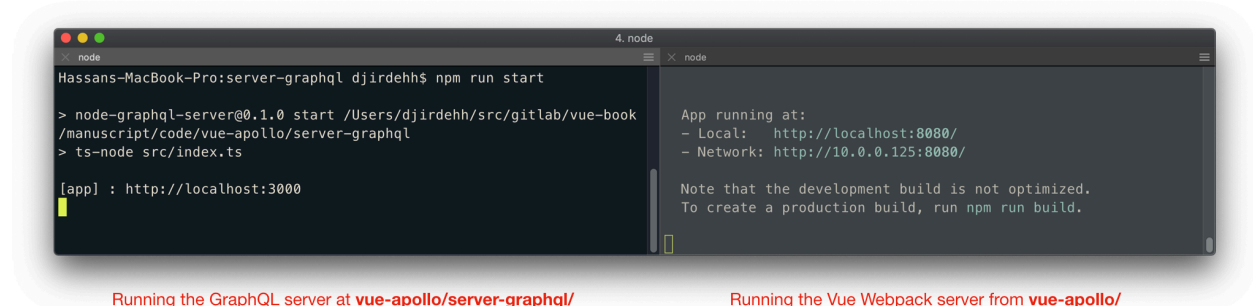 4. node
node
Hassans-MacBook-Pro:server-graphql djirdehh$ npm run start
> node-graphql-server@0.1.0 start /Users/djirdehh/src/gitlab/vue-book
/manuscript/code/vue-apollo/server-graphql
> ts-node src/index.ts
[app] : http://localhost:3000
node
App running at:
- Local:   http://localhost:8080/
- Network: http://10.0.0.125:8080/
Note that the development build is not optimized.
To create a production build, run npm run build.
Running the GraphQL server at vue-apollo/server-graphql/
Running the Vue Webpack server from vue-apollo/